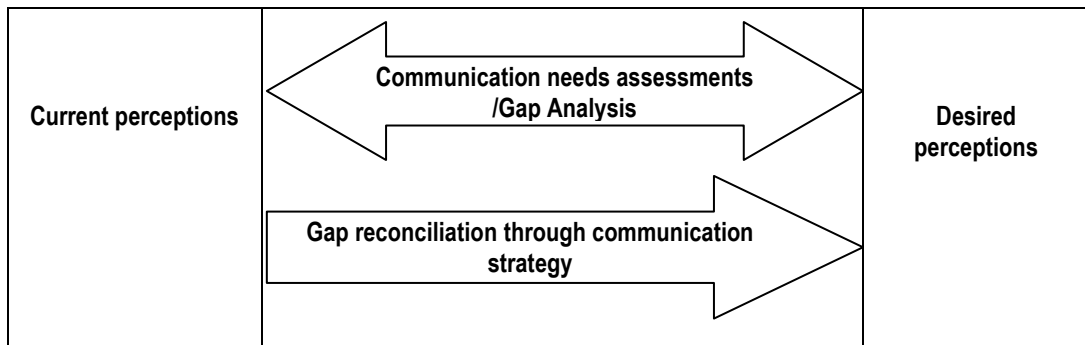 Current perceptions
Communication needs assessments
/Gap Analysis
Gap reconciliation through communication
strategy
Desired
perceptions